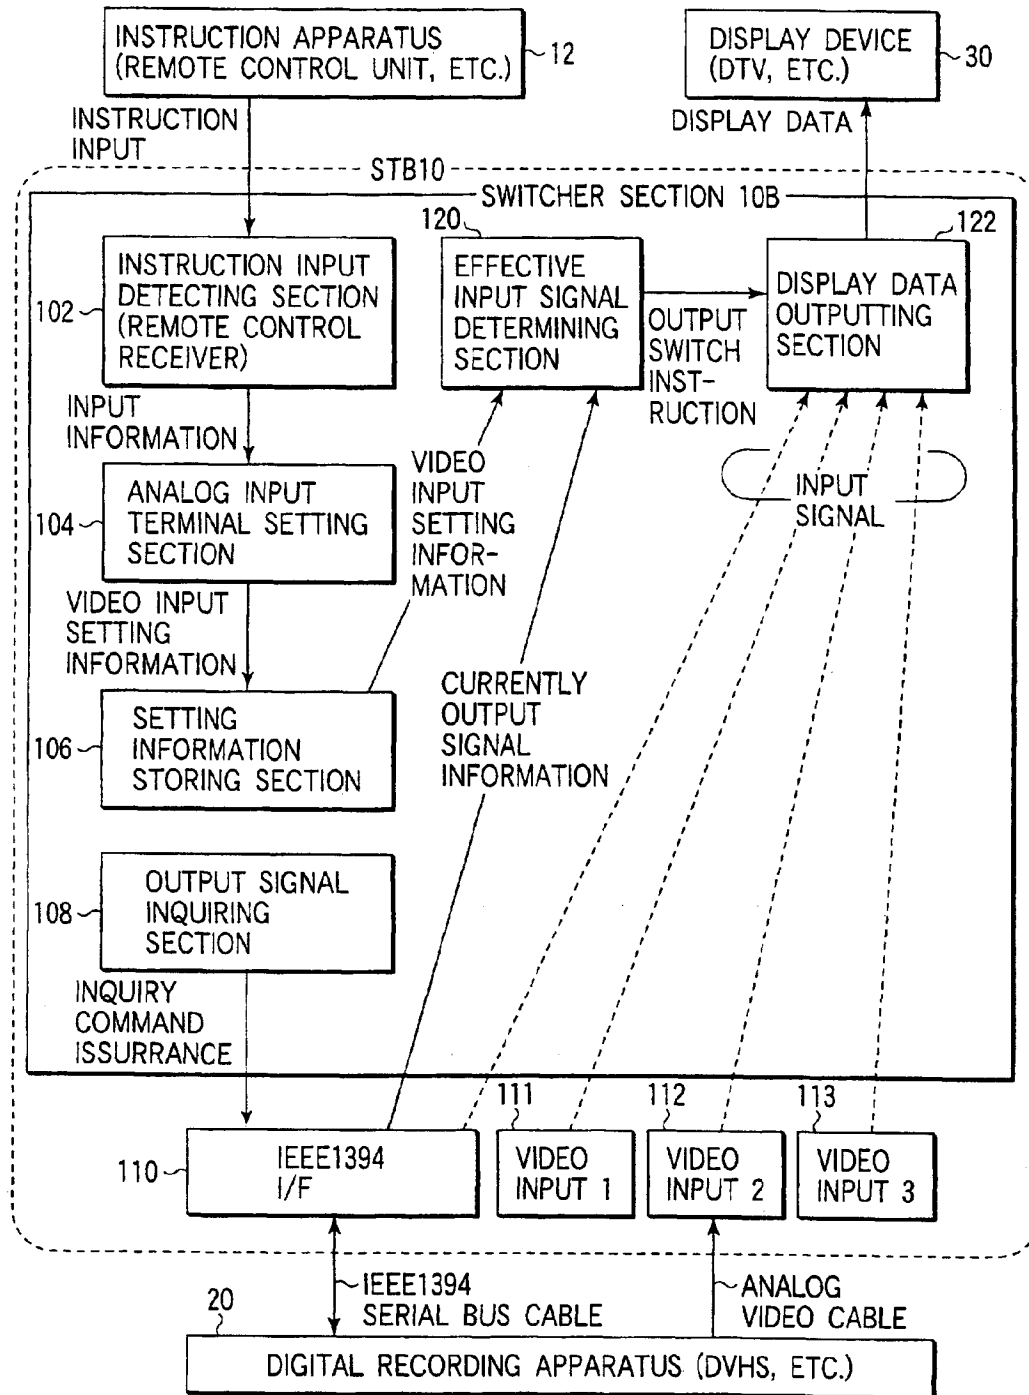 INSTRUCTION APPARATUS
(REMOTE CONTROL UNIT, ETC.)
12
DISPLAY DEVICE
(DTV, ETC.)
30
INSTRUCTION
INPUT
DISPLAY DATA
STB10
SWITCHER SECTION 10B
102
INSTRUCTION INPUT
DETECTING SECTION
(REMOTE CONTROL
RECEIVER)
120
EFFECTIVE
INPUT SIGNAL
DETERMINING
SECTION
122
DISPLAY DATA
OUTPUTTING
SECTION
OUTPUT
SWITCH
INST-
RUCTION
INPUT
INFORMATION
104
ANALOG INPUT
TERMINAL SETTING
SECTION
VIDEO
INPUT
SETTING
INFOR-
MATION
INPUT
SIGNAL
VIDEO INPUT
SETTING
INFORMATION
106
SETTING
INFORMATION
STORING SECTION
CURRENTLY
OUTPUT
SIGNAL
INFORMATION
108
OUTPUT SIGNAL
INQUIRING
SECTION
INQUIRY
COMMAND
ISSURRANCE
110
IEEE1394
I/F
111
VIDEO
INPUT 1
112
VIDEO
INPUT 2
113
VIDEO
INPUT 3
IEEE1394
SERIAL BUS CABLE
ANALOG
VIDEO CABLE
20
DIGITAL RECORDING APPARATUS (DVHS, ETC.)